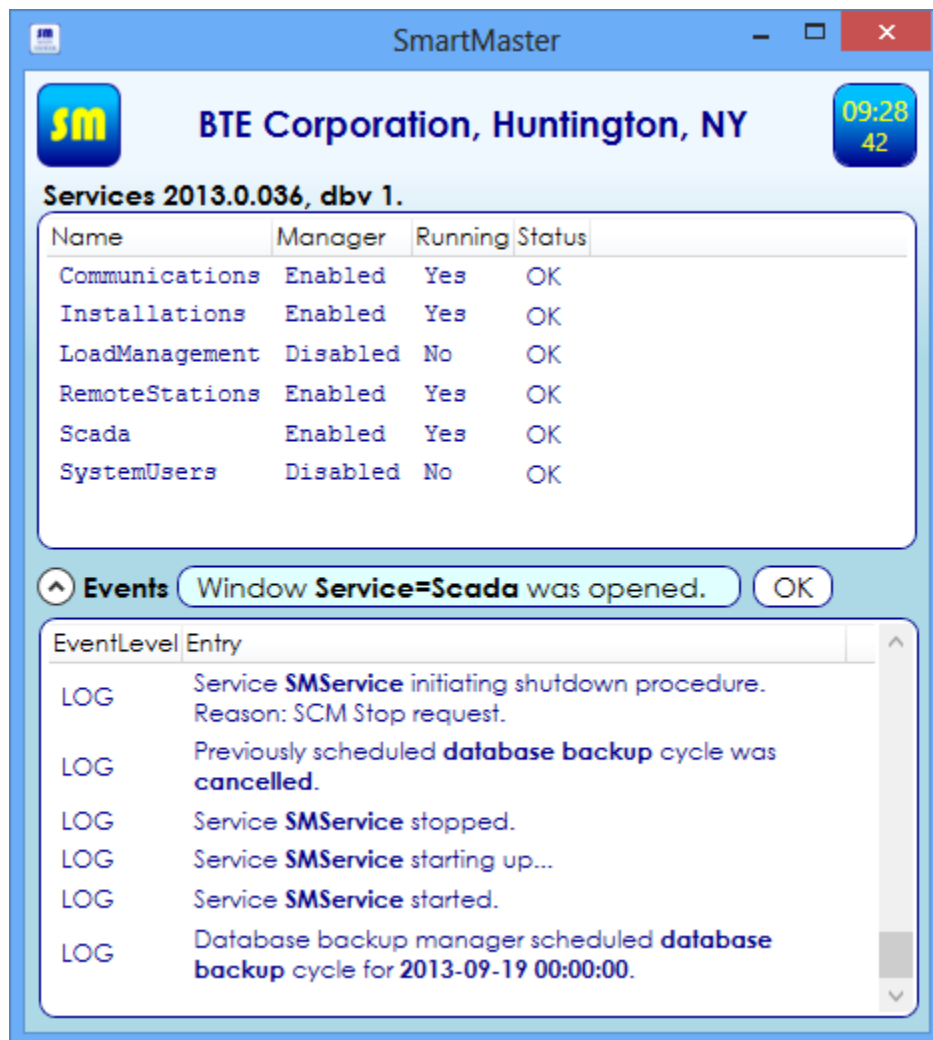 SmartMaster
sm
BTE Corporation, Huntington, NY
09:28
42
Services 2013.0.036, dbv 1.
Name Manager Running Status
Communications Enabled Yes OK
Installations Enabled Yes OK
LoadManagement Disabled No OK
RemoteStations Enabled Yes OK
Scada Enabled Yes OK
SystemUsers Disabled No OK
Events Window Service=Scada was opened. OK
EventLevel Entry
LOG Service SMService initiating shutdown procedure.
Reason: SCM Stop request.
LOG Previously scheduled database backup cycle was
cancelled.
LOG Service SMService stopped.
LOG Service SMService starting up...
LOG Service SMService started.
LOG Database backup manager scheduled database
backup cycle for 2013-09-19 00:00:00.